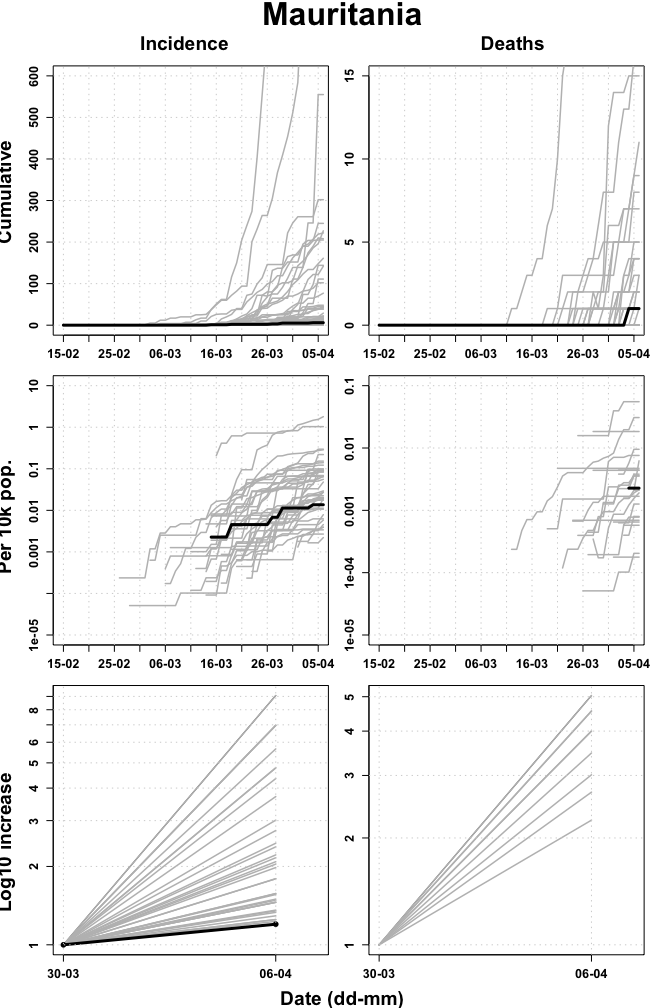 Mauritania
Incidence
Deaths
Cumulative
600
500
400
300
200
100
0
15-02 25-02 06-03 16-03 26-03 05-04
15
10
5
0
15-02 25-02 06-03 16-03 26-03 05-04
Per 10k pop.
10
1
0.1
0.01
0.001
1e-05
15-02 25-02 06-03 16-03 26-03 05-04
0.1
0.01
0.001
1e-04
1e-05
15-02 25-02 06-03 16-03 26-03 05-04
Log10 increase
8
6
5
4
3
2
1
30-03 06-04
5
4
3
2
1
30-03 06-04
Date (dd-mm)